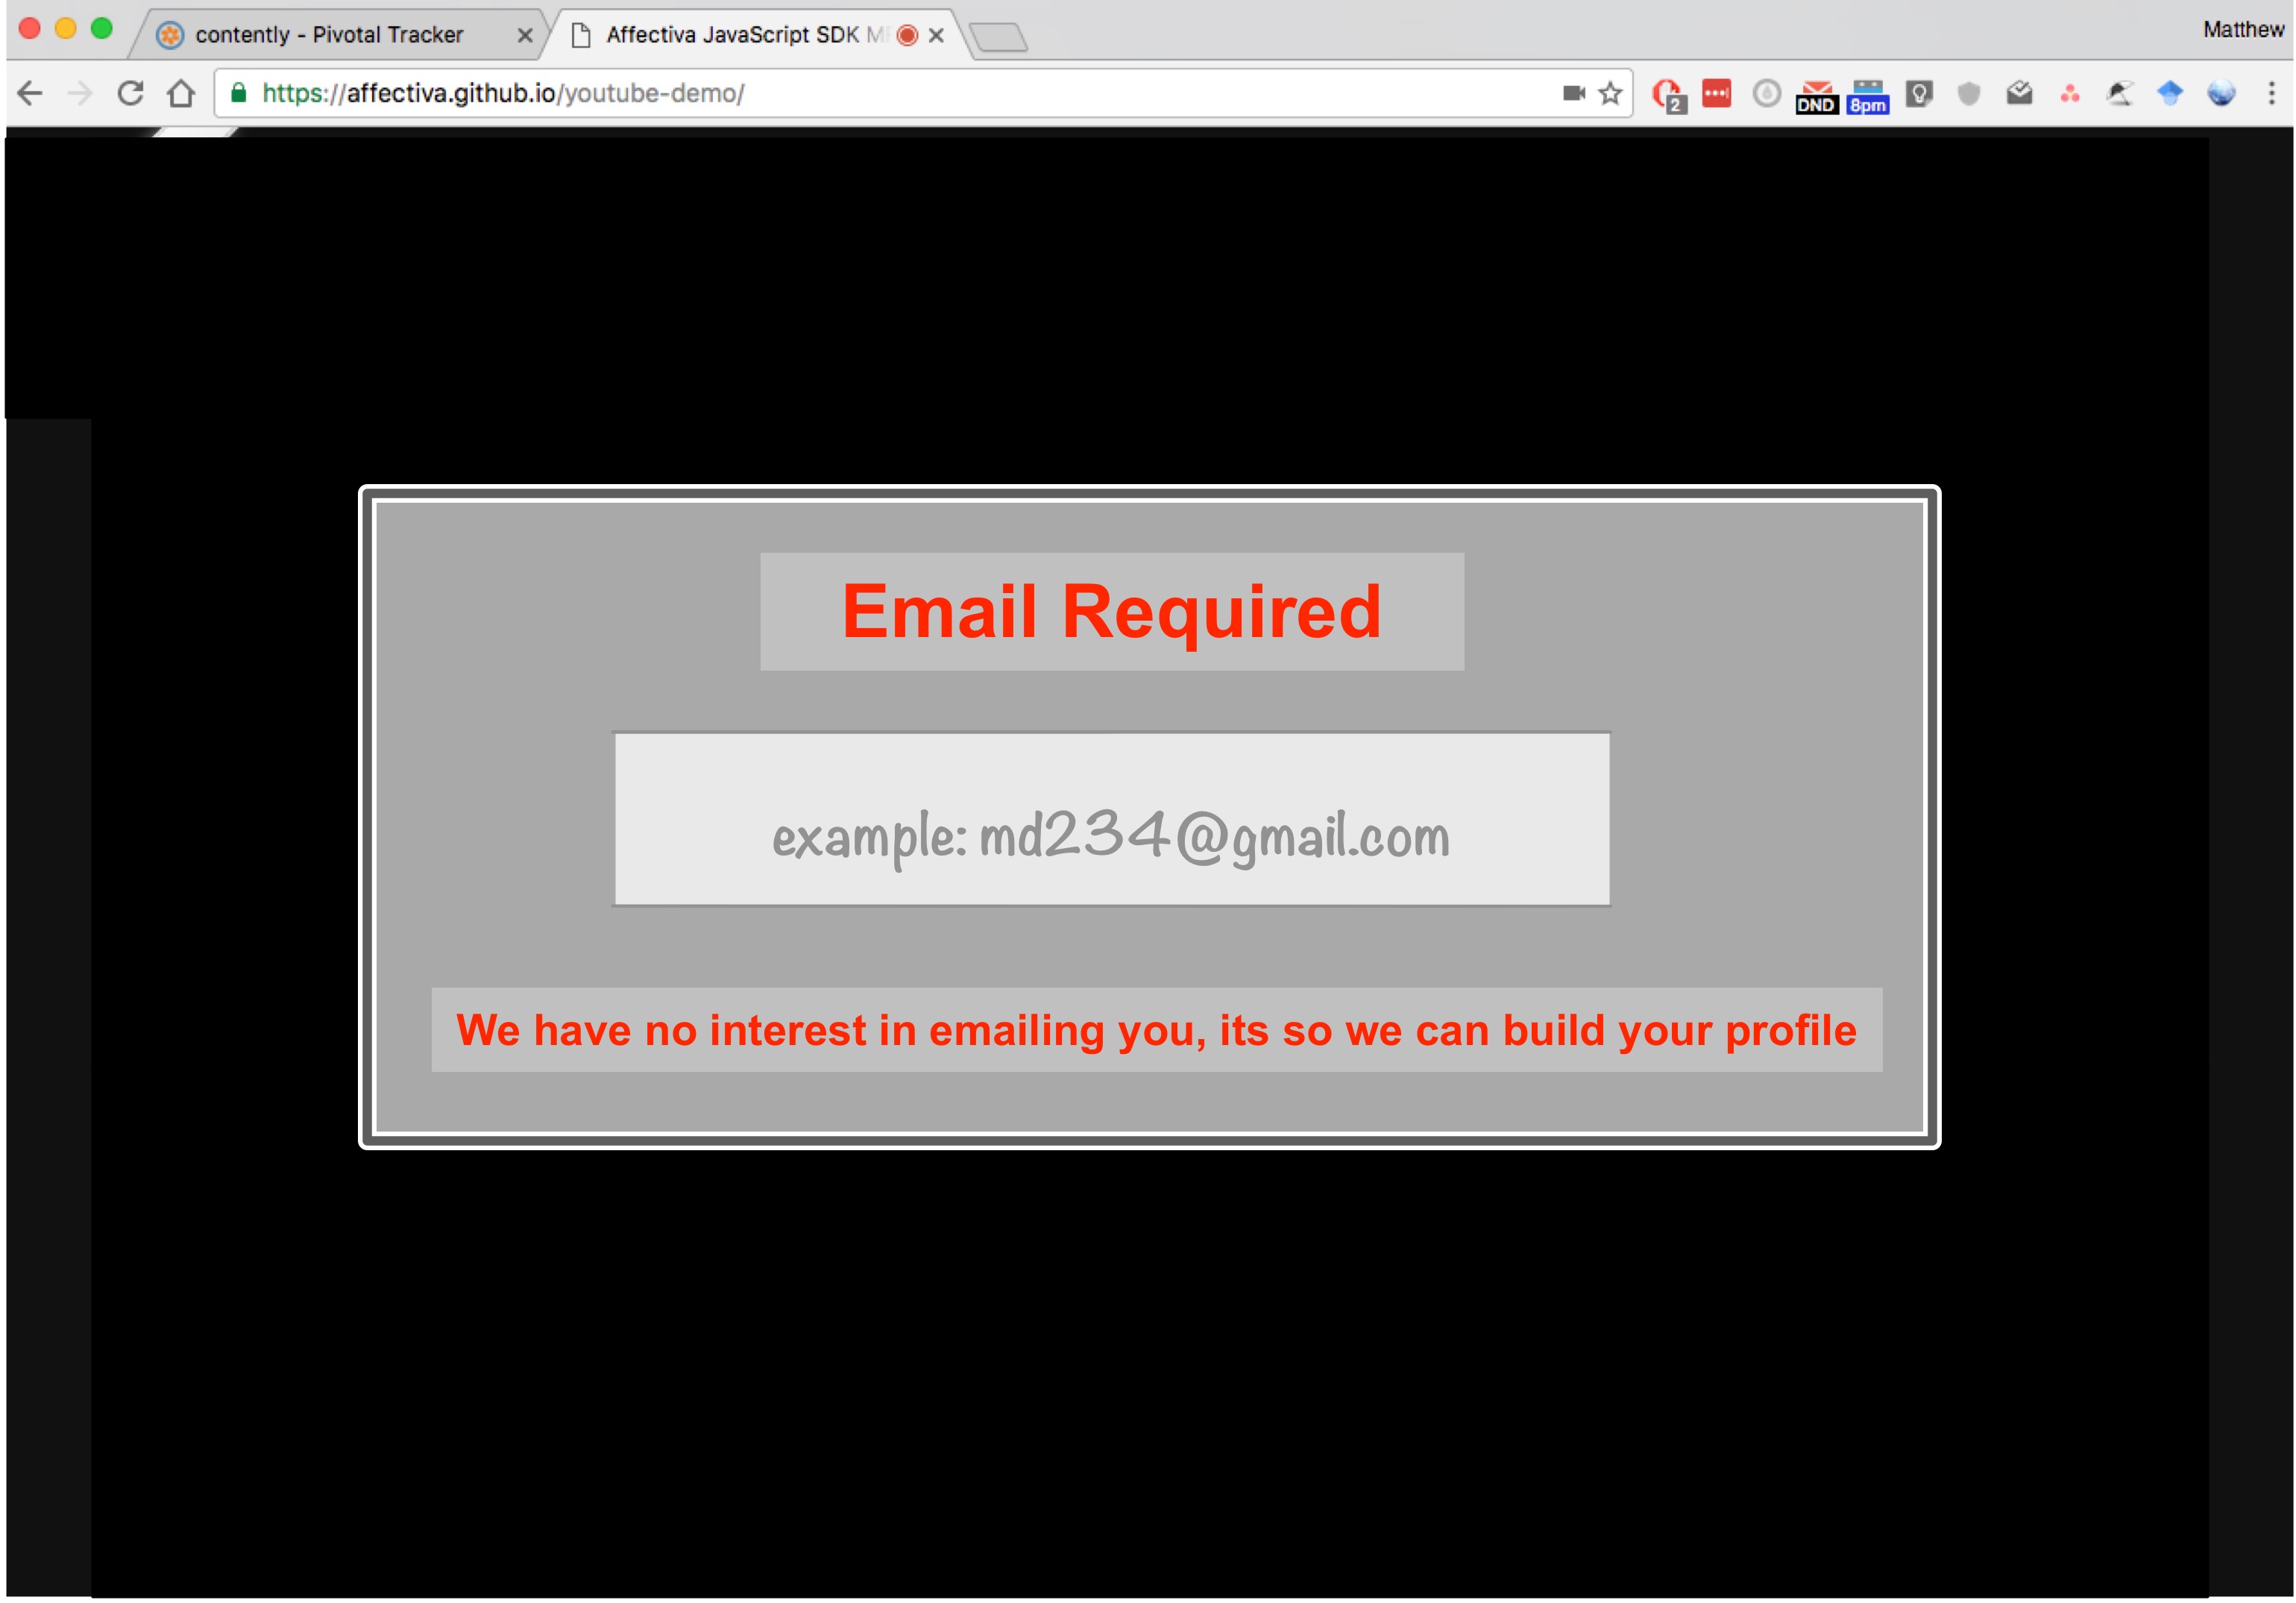 contently - Pivotal Tracker
Affectiva JavaScript SDK
Matthew
https://affectiva.github.io/youtube-demo/
2
DND
8pm
Email Required
example: md234@gmail.com
We have no interest in emailing you, its so we can build your profile